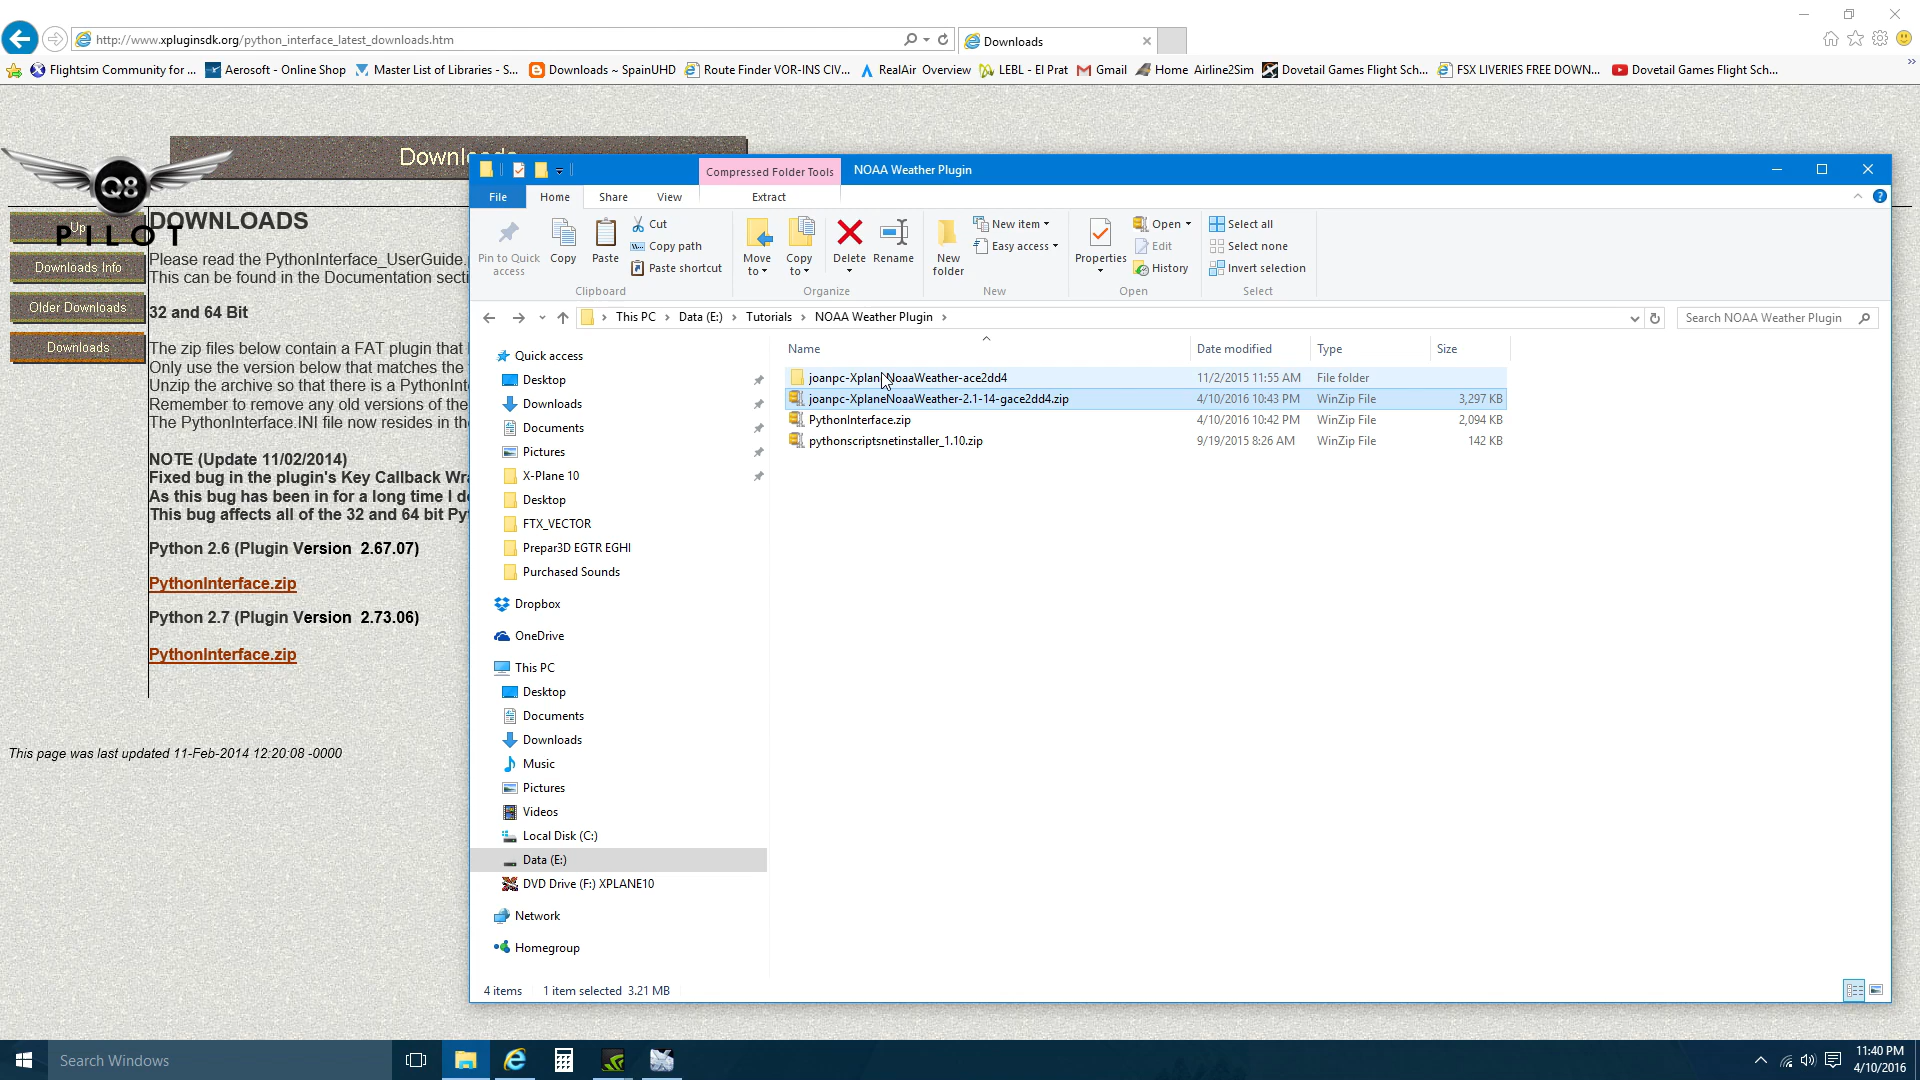 http://www.xpluginsdk.org/python_interface_latest_downloads.htm
Downloads
Flightsim Community for ...
Aerosoft - Online Shop
Master List of Libraries - S...
Downloads ~ SpainUHD
Route Finder VOR-INS CIV...
RealAir Overview
LEBL - El Prat
Gmail
Home Airline2Sim
Dovetail Games Flight Sch...
FSX LIVERIES FREE DOWN...
Dovetail Games Flight Sch...
Q8
PILOT
Up
Downloads Info
Older Downloads
Downloads
DOWNLOADS
Please read the PythonInterface_UserGuide.
This can be found in the Documentation secti
32 and 64 Bit
The zip files below contain a FAT plugin that
Only use the version below that matches the
Unzip the archive so that there is a PythonInt
Remember to remove any old versions of the
The PythonInterface.INI file now resides in th
NOTE (Update 11/02/2014)
Fixed bug in the plugin's Key Callback Wra
As this bug has been in for a long time I d
This bug affects all of the 32 and 64 bit Py
Python 2.6 (Plugin Version 2.67.07)
PythonInterface.zip
Python 2.7 (Plugin Version 2.73.06)
PythonInterface.zip
This page was last updated 11-Feb-2014 12:20:08 -0000
Compressed Folder Tools
NOAA Weather Plugin
File
Home
Share
View
Extract
Pin to Quick access
Copy
Paste
Cut
Copy path
Paste shortcut
Clipboard
Move to
Copy to
Delete
Rename
Organize
New folder
New item
Easy access
New
Properties
Open
Edit
History
Open
Select all
Select none
Invert selection
Select
This PC
Data (E:)
Tutorials
NOAA Weather Plugin
Search NOAA Weather Plugin
Quick access
Desktop
Downloads
Documents
Pictures
X-Plane 10
Desktop
FTX_VECTOR
Prepar3D EGTR EGHI
Purchased Sounds
Dropbox
OneDrive
This PC
Desktop
Documents
Downloads
Music
Pictures
Videos
Local Disk (C:)
Data (E:)
DVD Drive (F:) XPLANE10
Network
Homegroup
Name Date modified Type Size
joanpc-XplaneNoaaWeather-ace2dd4 11/2/2015 11:55 AM File folder
joanpc-XplaneNoaaWeather-2.1-14-gace2dd4.zip 4/10/2016 10:43 PM WinZip File 3,297 KB
PythonInterface.zip 4/10/2016 10:42 PM WinZip File 2,094 KB
pythonscriptsnetinstaller_1.10.zip 9/19/2015 8:26 AM WinZip File 142 KB
4 items 1 item selected 3.21 MB
Search Windows
11:40 PM
4/10/2016